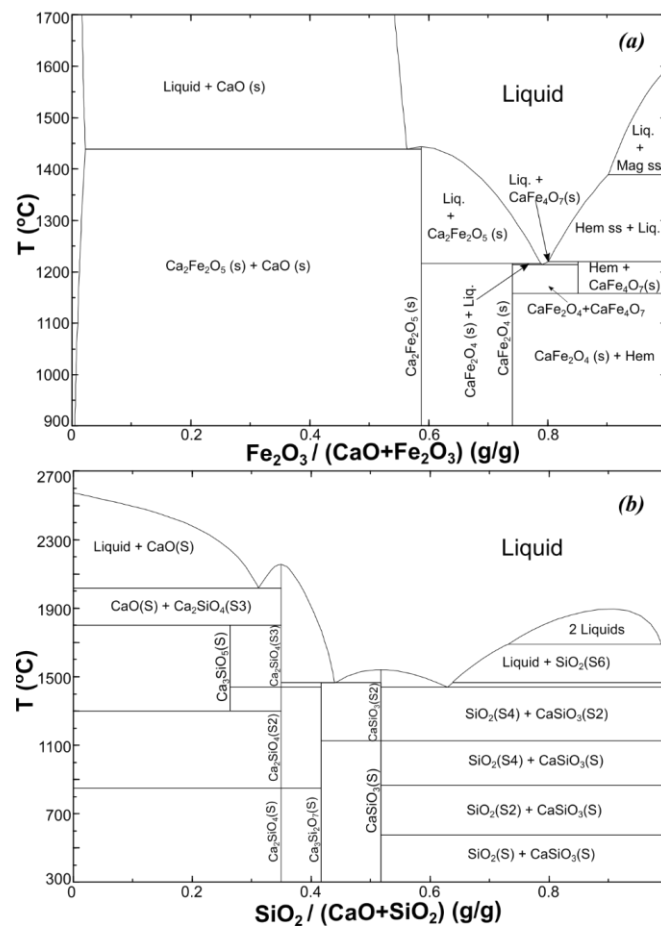 (a)
1700
1600
1500
1400
1300
1200
1100
1000
900
T (ºC)
Liquid + CaO (s)
Liquid
Liq.
+
Mag ss
Liq. +
CaFe₄O₇(s)
Liq.
+
Ca₂Fe₂O₅ (s)
Hem ss + Liq.
Ca₂Fe₂O₅ (s) + CaO (s)
Hem +
CaFe₄O₇(s)
Ca₂Fe₂O₅ (s)
CaFe₂O₄ (s) + Liq.
CaFe₂O₄ (s)
CaFe₂O₄+CaFe₄O₇
CaFe₂O₄ (s) + Hem
0 0.2 0.4 0.6 0.8
Fe₂O₃ / (CaO+Fe₂O₃) (g/g)
(b)
2700
2300
1900
1500
1100
700
300
T (ºC)
Liquid + CaO(S)
Liquid
CaO(S) + Ca₂SiO₄(S3)
2 Liquids
Liquid + SiO₂(S6)
Ca₃SiO₅(S)
Ca₂SiO₄(S3)
Ca₂SiO₄(S2)
Ca₂SiO₄(S)
Ca₃Si₂O₇(S)
CaSiO₃(S2)
CaSiO₃(S)
SiO₂(S4) + CaSiO₃(S2)
SiO₂(S4) + CaSiO₃(S)
SiO₂(S2) + CaSiO₃(S)
SiO₂(S) + CaSiO₃(S)
0 0.2 0.4 0.6 0.8
SiO₂ / (CaO+SiO₂) (g/g)